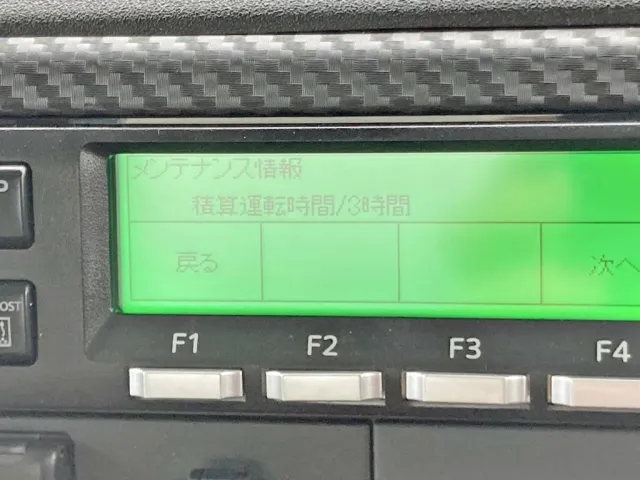 メンテナンス情報
積算運転時間/3時間
戻る
次へ
F1
F2
F3
F4
P
OST